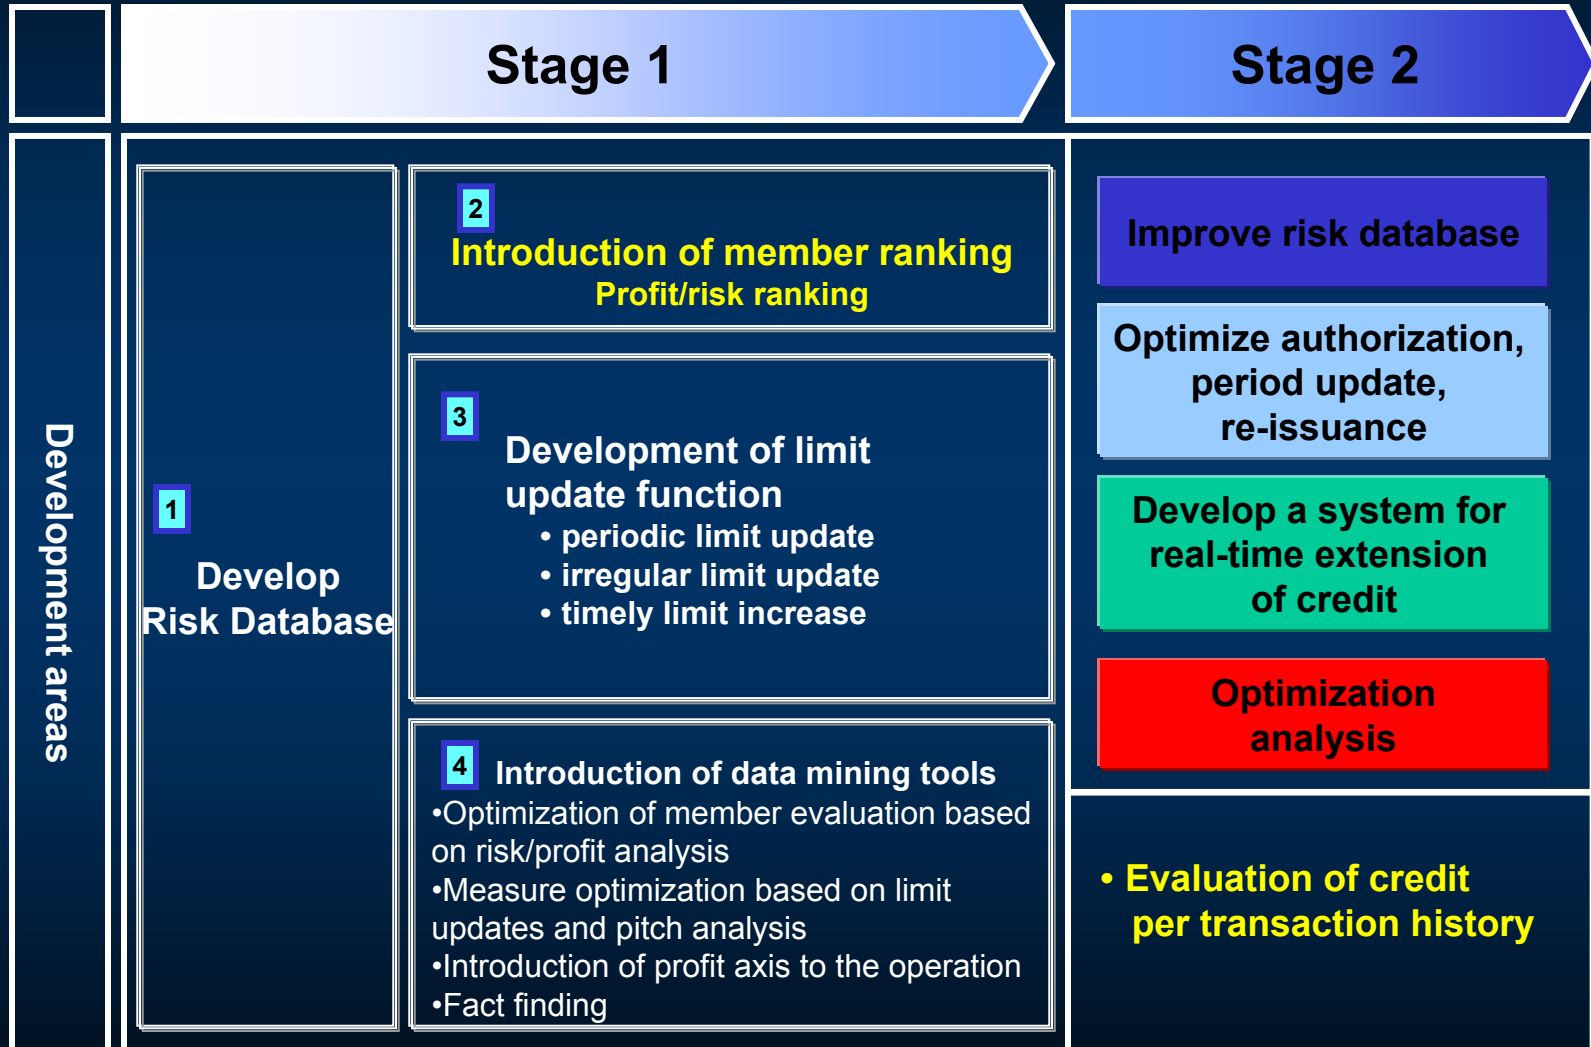 Stage 1
Stage 2
Development areas
1
Develop
Risk Database
2
Introduction of member ranking
Profit/risk ranking
3
Development of limit
update function
• periodic limit update
• irregular limit update
• timely limit increase
4
Introduction of data mining tools
•Optimization of member evaluation based
on risk/profit analysis
•Measure optimization based on limit
updates and pitch analysis
•Introduction of profit axis to the operation
•Fact finding
Improve risk database
Optimize authorization,
period update,
re-issuance
Develop a system for
real-time extension
of credit
Optimization
analysis
• Evaluation of credit
per transaction history